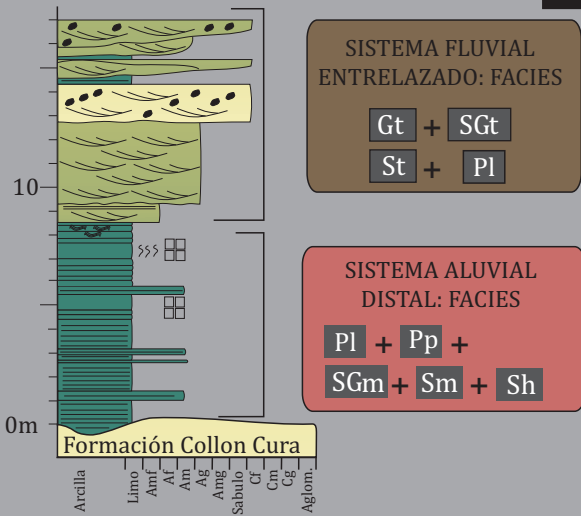 SISTEMA FLUVIAL
ENTRELAZADO: FACIES
Gt + SGt
St + Pl
10
SISTEMA ALUVIAL
DISTAL: FACIES
Pl + Pp +
SGm + Sm + Sh
0m
Formación Collon Cura
Arcilla
Limo
Amf
Af
Am
Ag
Amg
Sabulo
Cf
Cm
Cg
Aglom.